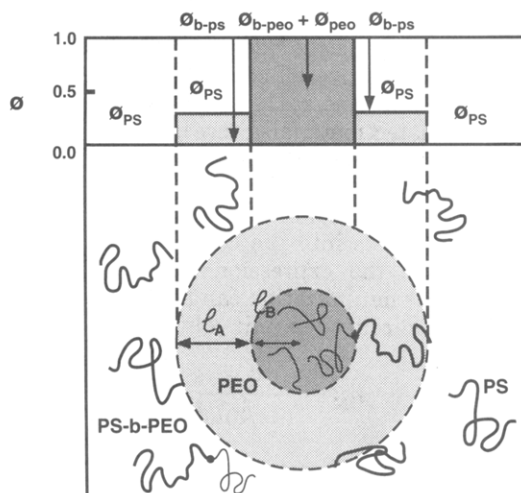 Øb-ps Øb-peo + Øpeo Øb-ps
1.0
0.5
Ø
ØPS ØPS ØPS ØPS
0.0
ℓA ℓB
PEO
PS
PS-b-PEO